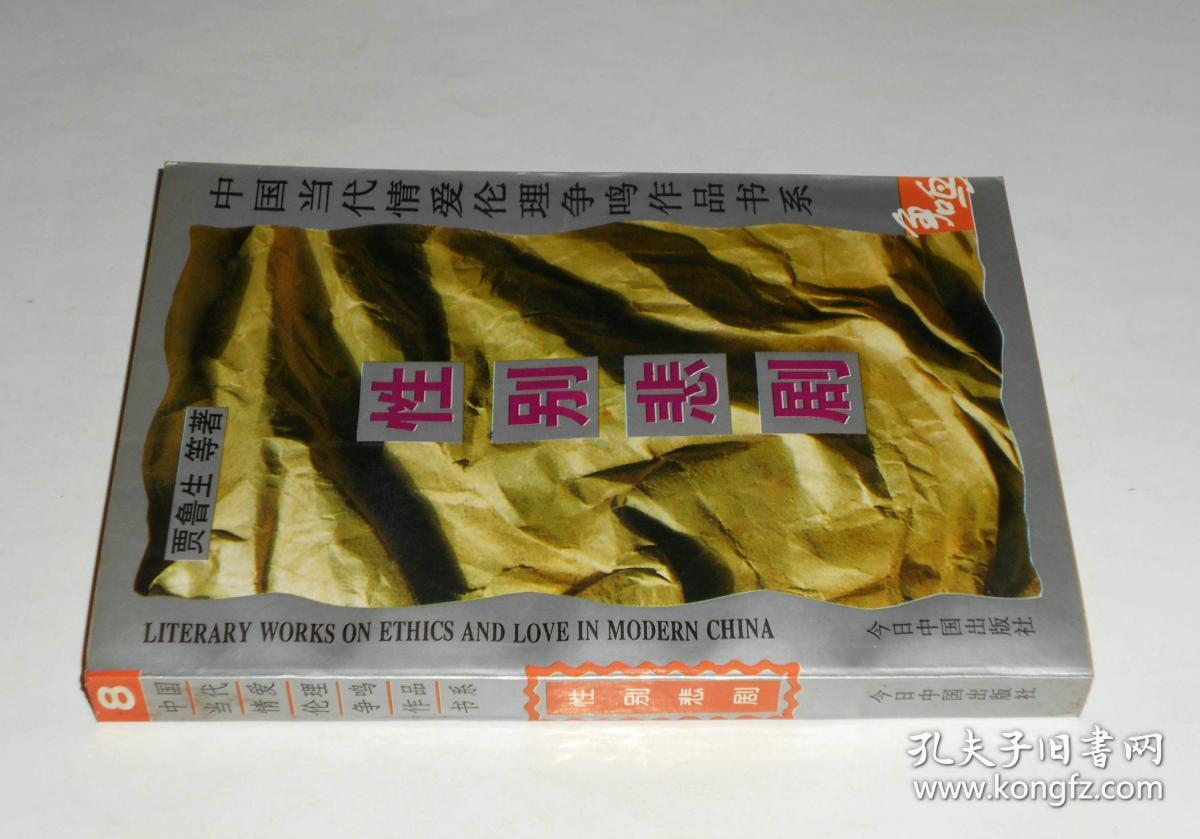 中国当代情爱伦理争鸣作品书系
争鸣
性别悲剧
贾鲁生 等著
LITERARY WORKS ON ETHICS AND LOVE IN MODERN CHINA
今日中国出版社
8
中国当代情爱伦理争鸣作品书系
性别悲剧
今日中国出版社
孔夫子旧书网
www.kongfz.com